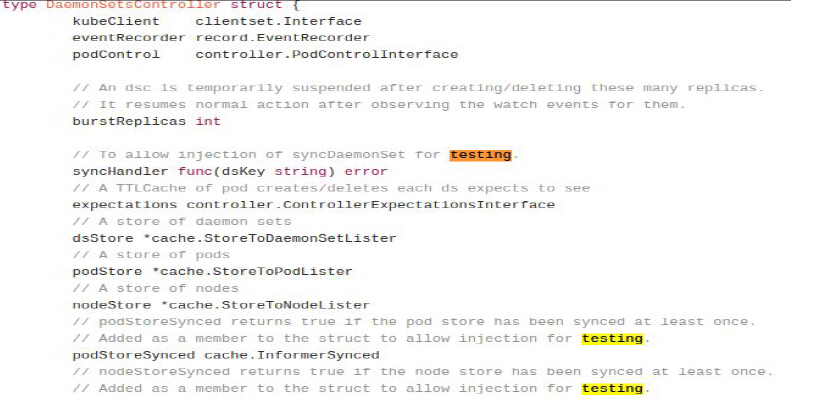 type DaemonSetsController struct {
kubeClient    clientset.Interface
eventRecorder record.EventRecorder
podControl    controller.PodControlInterface
// An dsc is temporarily suspended after creating/deleting these many replicas.
// It resumes normal action after observing the watch events for them.
burstReplicas int
// To allow injection of syncDaemonSet for testing.
syncHandler func(dsKey string) error
// A TTLCache of pod creates/deletes each ds expects to see
expectations controller.ControllerExpectationsInterface
// A store of daemon sets
dsStore *cache.StoreToDaemonSetLister
// A store of pods
podStore *cache.StoreToPodLister
// A store of nodes
nodeStore *cache.StoreToNodeLister
// podStoreSynced returns true if the pod store has been synced at least once.
// Added as a member to the struct to allow injection for testing.
podStoreSynced cache.InformerSynced
// nodeStoreSynced returns true if the node store has been synced at least once.
// Added as a member to the struct to allow injection for testing.